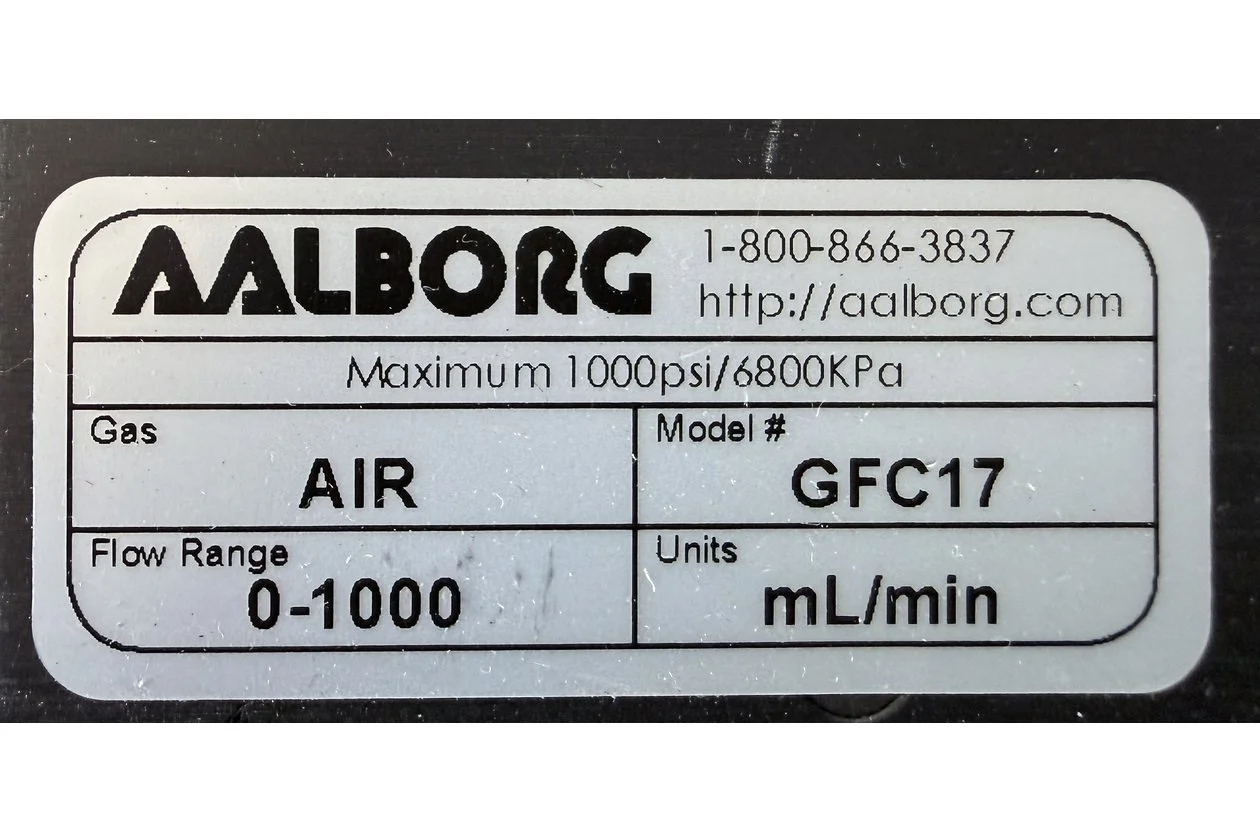 AALBORG
1-800-866-3837
http://aalborg.com
Maximum 1000psi/6800KPa
Gas
AIR
Model #
GFC17
Flow Range
0-1000
Units
mL/min